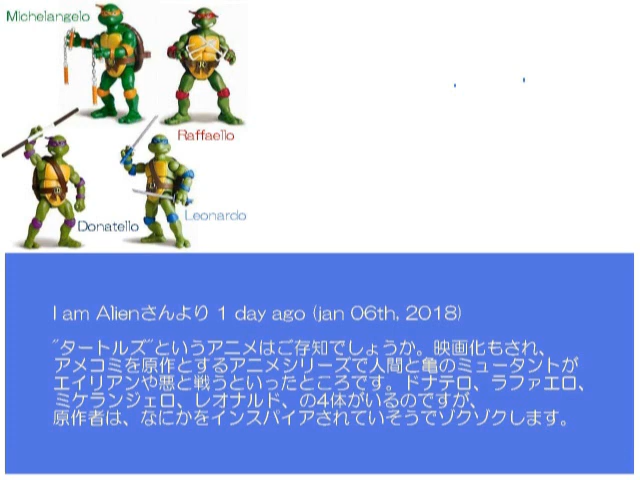 Michelangelo
Raffaello
Donatello
Leonardo
I am Alienさんより 1 day ago (jan 06th, 2018)
"タートルズ"というアニメはご存知でしょうか。映画化もされ、
アメコミを原作とするアニメシリーズで人間と亀のミュータントが
エイリアンや悪と戦うといったところです。ドナテロ、ラファエロ、
ミケランジェロ、レオナルド、の4体がいるのですが、
原作者は、なにかをインスパイアされていそうでゾクゾクします。